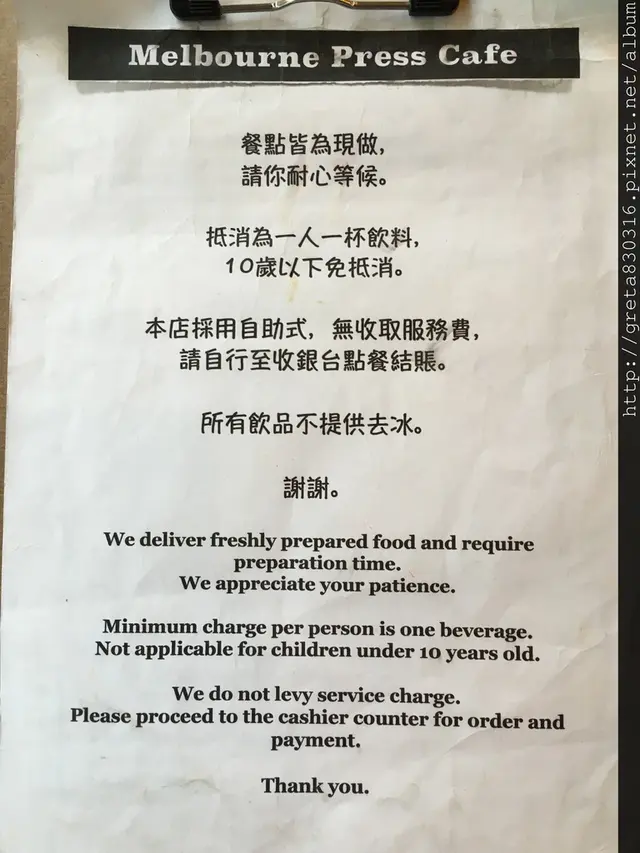 Melbourne Press Cafe
餐點皆為現做,
請你耐心等候。
抵消為一人一杯飲料,
10歲以下免抵消。
本店採用自助式, 無收取服務費,
請自行至收銀台點餐結賬。
所有飲品不提供去冰。
謝謝。
We deliver freshly prepared food and require
preparation time.
We appreciate your patience.
Minimum charge per person is one beverage.
Not applicable for children under 10 years old.
We do not levy service charge.
Please proceed to the cashier counter for order and
payment.
Thank you.
http://greta830316.pixnet.net/album